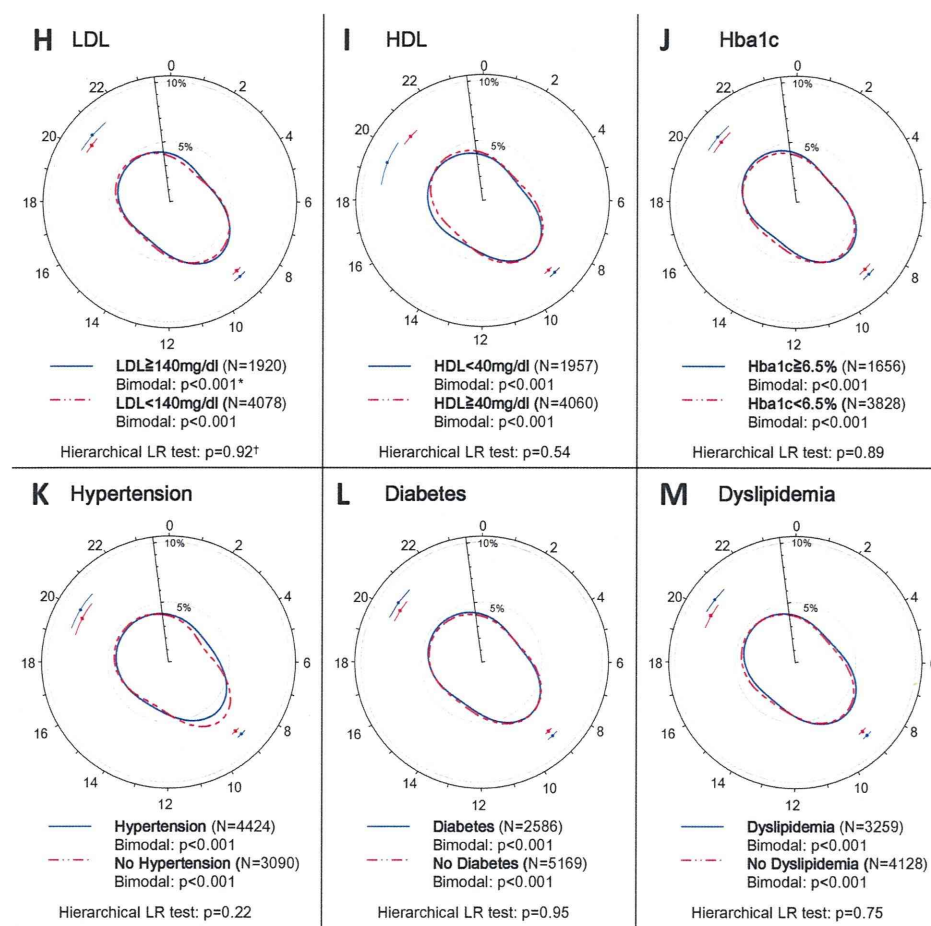 H LDL
0
10%
2
22
20
5%
4
18
6
16
8
14
10
12
LDL≧140mg/dl (N=1920)
Bimodal: p<0.001*
LDL<140mg/dl (N=4078)
Bimodal: p<0.001
Hierarchical LR test: p=0.92†
I HDL
0
10%
2
22
20
5%
4
18
6
16
8
14
10
12
HDL<40mg/dl (N=1957)
Bimodal: p<0.001
HDL≧40mg/dl (N=4060)
Bimodal: p<0.001
Hierarchical LR test: p=0.54
J Hba1c
0
10%
2
22
20
5%
4
18
6
16
8
14
10
12
Hba1c≧6.5% (N=1656)
Bimodal: p<0.001
Hba1c<6.5% (N=3828)
Bimodal: p<0.001
Hierarchical LR test: p=0.89
K Hypertension
0
10%
2
22
20
5%
4
18
6
16
8
14
10
12
Hypertension (N=4424)
Bimodal: p<0.001
No Hypertension (N=3090)
Bimodal: p<0.001
Hierarchical LR test: p=0.22
L Diabetes
0
10%
2
22
20
5%
4
18
6
16
8
14
10
12
Diabetes (N=2586)
Bimodal: p<0.001
No Diabetes (N=5169)
Bimodal: p<0.001
Hierarchical LR test: p=0.95
M Dyslipidemia
0
10%
2
22
20
5%
4
18
16
8
14
10
12
Dyslipidemia (N=3259)
Bimodal: p<0.001
No Dyslipidemia (N=4128)
Bimodal: p<0.001
Hierarchical LR test: p=0.75